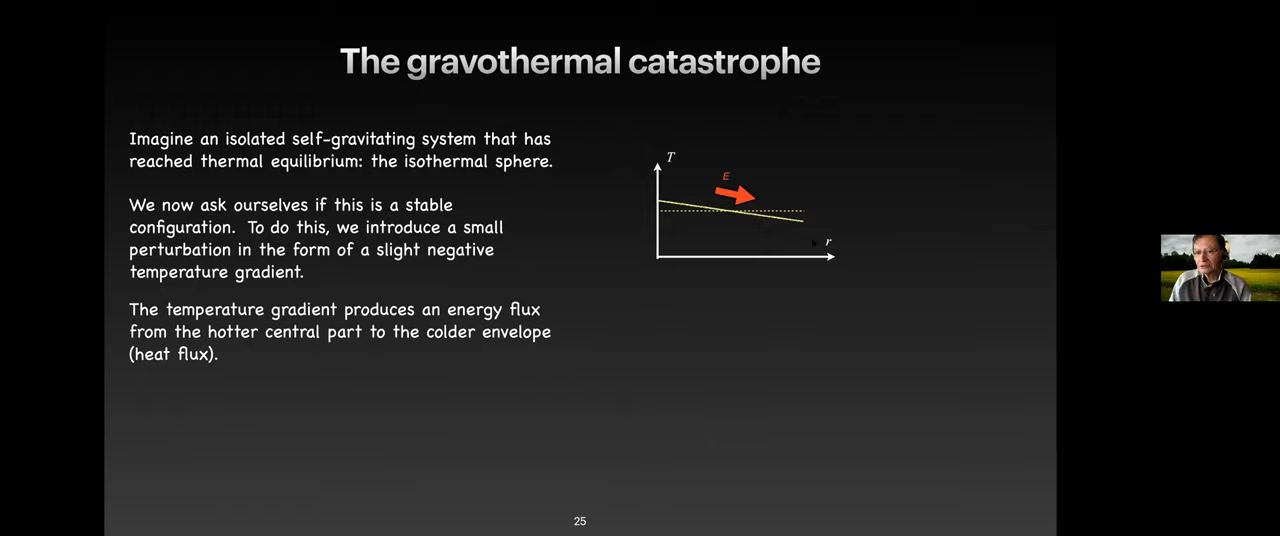 The gravothermal catastrophe
Imagine an isolated self-gravitating system that has
reached thermal equilibrium: the isothermal sphere.
We now ask ourselves if this is a stable
configuration. To do this, we introduce a small
perturbation in the form of a slight negative
temperature gradient.
The temperature gradient produces an energy flux
from the hotter central part to the colder envelope
(heat flux).
T
E
r
25